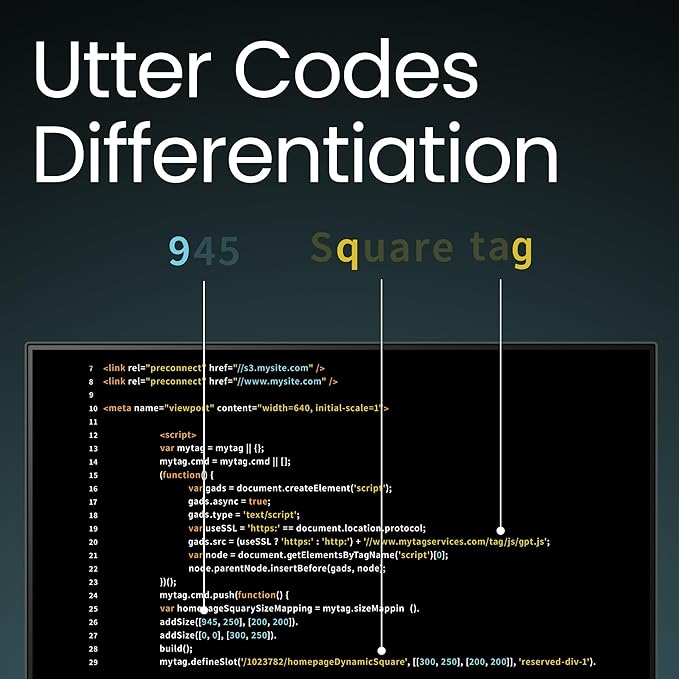 Utter Codes
Differentiation
945 Square tag
7 <link rel="preconnect" href="//s3.mysite.com" />
8 <link rel="preconnect" href="//www.mysite.com" />
9
10 <meta name="viewport" content="width=640, initial-scale=1">
11
12 <script>
13 var mytag = mytag || {};
14 mytag.cmd = mytag.cmd || [];
15 (function() {
16 var gads = document.createElement('script');
17 gads.async = true;
18 gads.type = 'text/script';
19 var useSSL = 'https:' == document.location.protocol;
20 gads.src = (useSSL ? 'https:' : 'http:') + '//www.mytagservices.com/tag/js/gpt.js';
21 var node = document.getElementsByTagName('script')[0];
22 node.parentNode.insertBefore(gads, node);
23 })();
24 mytag.cmd.push(function() {
25 var homepageSquarySizeMapping = mytag.sizeMappin ().
26 addSize([945, 250], [200, 200]).
27 addSize([0, 0], [300, 250]).
28 build();
29 mytag.defineSlot('/1023782/homepageDynamicSquare', [[300, 250], [200, 200]], 'reserved-div-1').